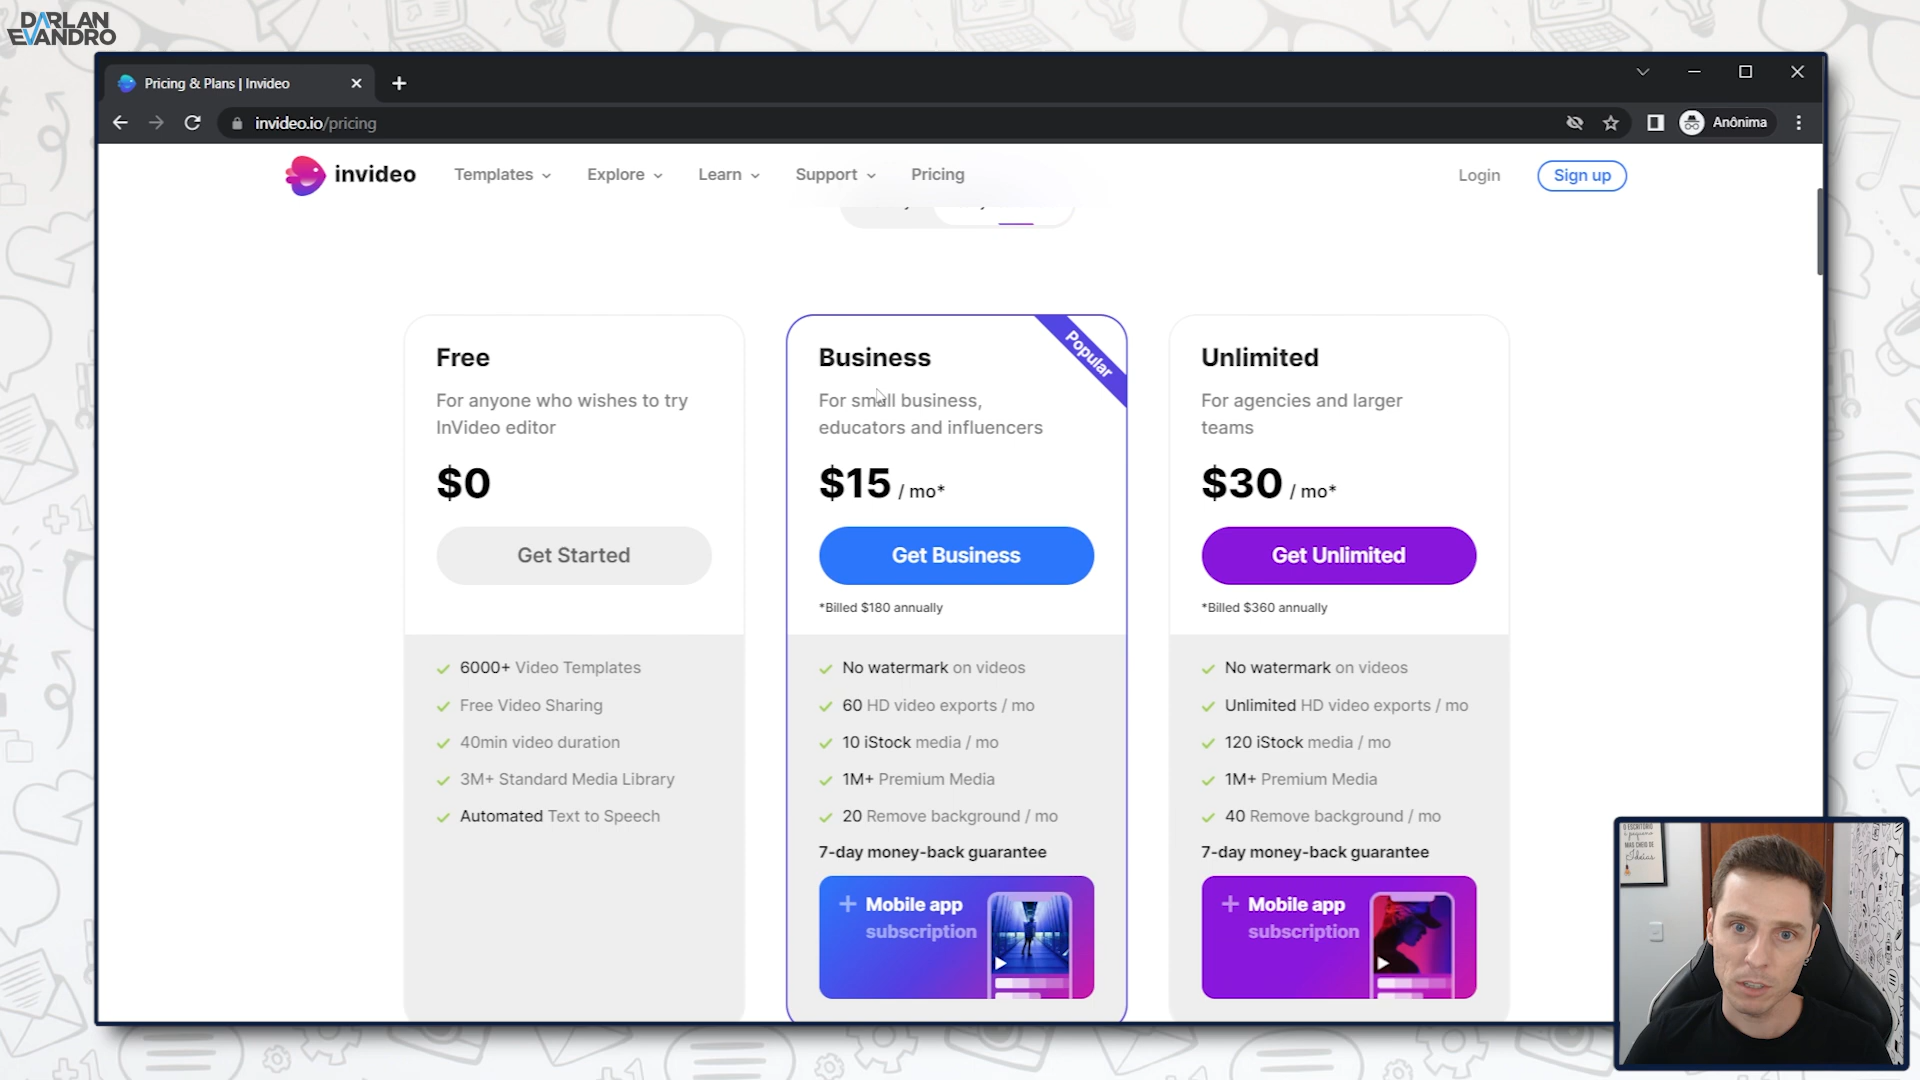 DARLAN
EVANDRO
Pricing & Plans | Invideo
invideo.io/pricing
Anônima
invideo
Templates
Explore
Learn
Support
Pricing
Login
Sign up
Free
For anyone who wishes to try
InVideo editor
$0
Get Started
6000+ Video Templates
Free Video Sharing
40min video duration
3M+ Standard Media Library
Automated Text to Speech
Popular
Business
For small business,
educators and influencers
$15 / mo*
Get Business
*Billed $180 annually
No watermark on videos
60 HD video exports / mo
10 iStock media / mo
1M+ Premium Media
20 Remove background / mo
7-day money-back guarantee
+ Mobile app
subscription
Unlimited
For agencies and larger
teams
$30 / mo*
Get Unlimited
*Billed $360 annually
No watermark on videos
Unlimited HD video exports / mo
120 iStock media / mo
1M+ Premium Media
40 Remove background / mo
7-day money-back guarantee
+ Mobile app
subscription
O ESCRITÓRIO
é pequeno
MAS CHEIO DE
Ideias